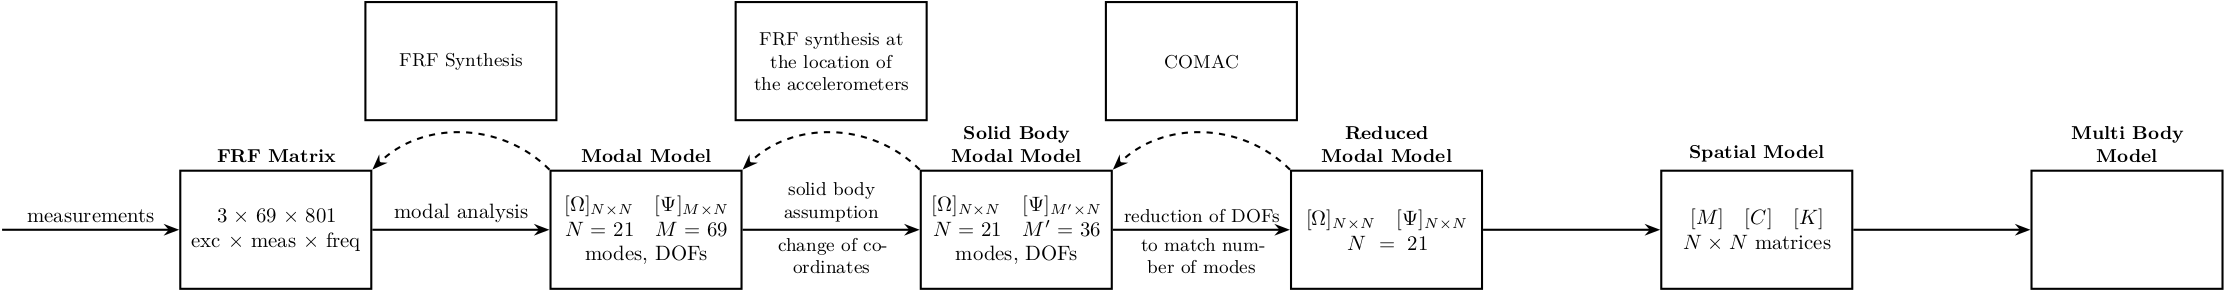 FRF Synthesis
FRF synthesis at
the location of
the accelerometers
COMAC
measurements
FRF Matrix
3 × 69 × 801
exc × meas × freq
modal analysis
Modal Model
[Ω]_{N×N} [Ψ]_{M×N}
N = 21 M = 69
modes, DOFs
solid body
assumption
change of co-
ordinates
Solid Body
Modal Model
[Ω]_{N×N} [Ψ]_{M′×N}
N = 21 M′ = 36
modes, DOFs
reduction of DOFs
to match num-
ber of modes
Reduced
Modal Model
[Ω]_{N×N} [Ψ]_{N×N}
N = 21
Spatial Model
[M] [C] [K]
N × N matrices
Multi Body
Model